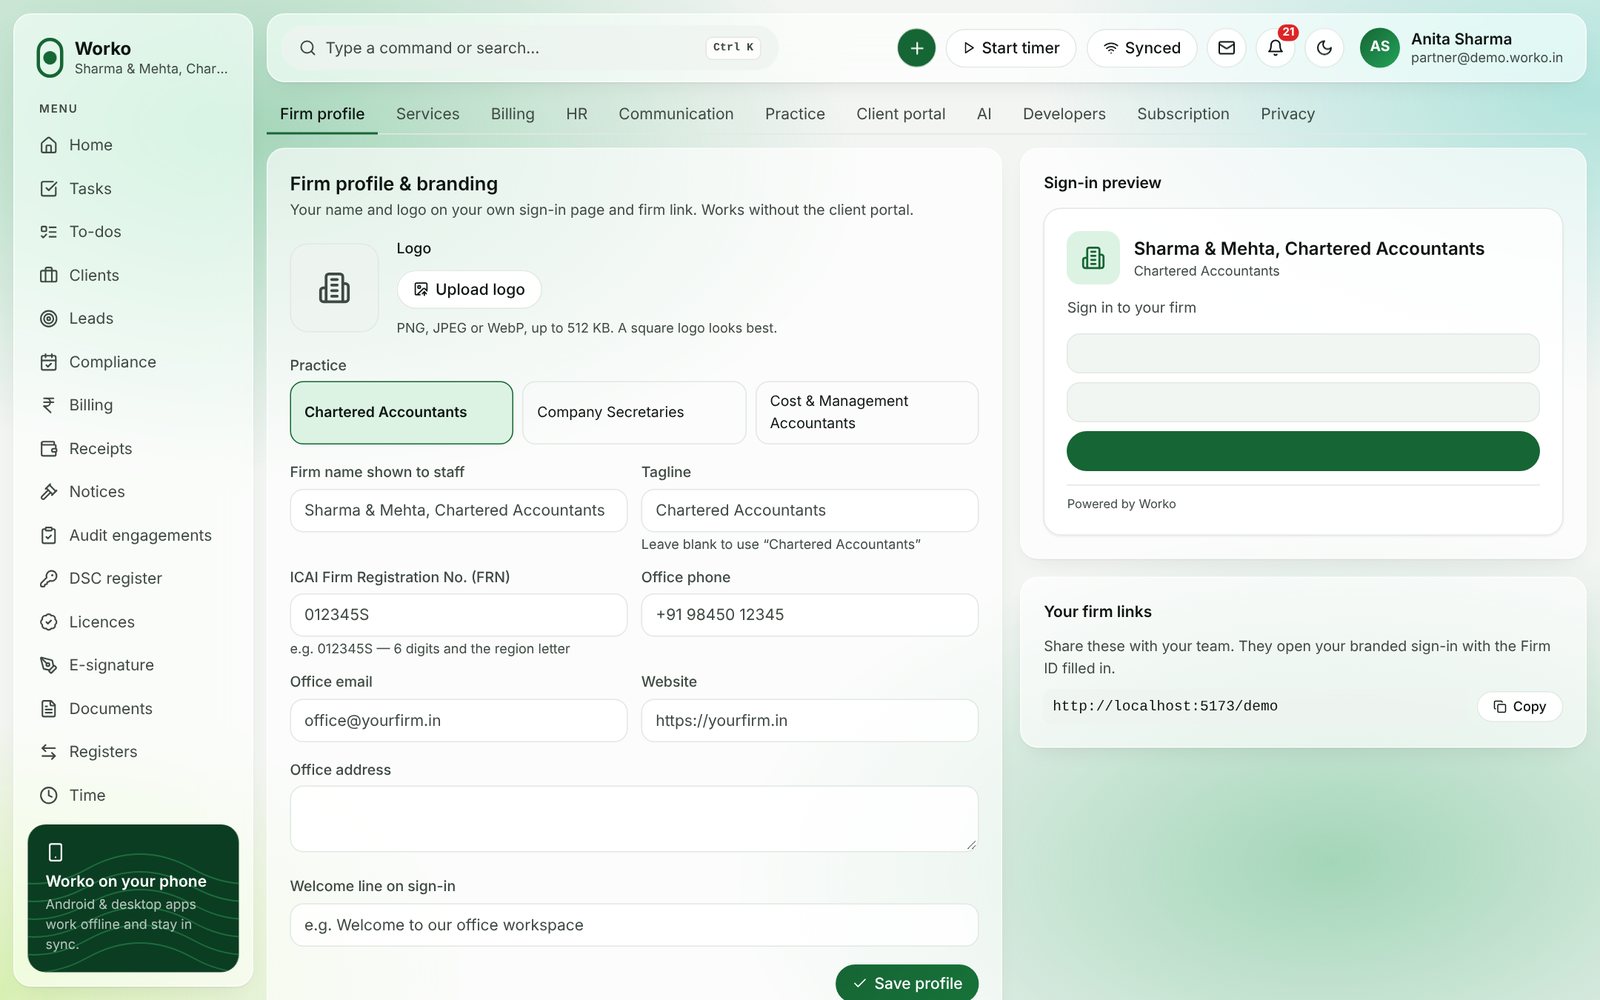 Worko
Sharma & Mehta, Char...
MENU
Home
Tasks
To-dos
Clients
Leads
Compliance
Billing
Receipts
Notices
Audit engagements
DSC register
Licences
E-signature
Documents
Registers
Time
Worko on your phone
Android & desktop apps
work offline and stay in
sync.
Type a command or search...
Ctrl K
Start timer
Synced
21
AS
Anita Sharma
partner@demo.worko.in
Firm profile
Services
Billing
HR
Communication
Practice
Client portal
AI
Developers
Subscription
Privacy
Firm profile & branding
Your name and logo on your own sign-in page and firm link. Works without the client portal.
Logo
Upload logo
PNG, JPEG or WebP, up to 512 KB. A square logo looks best.
Practice
Chartered Accountants
Company Secretaries
Cost & Management
Accountants
Firm name shown to staff
Tagline
Sharma & Mehta, Chartered Accountants
Chartered Accountants
Leave blank to use “Chartered Accountants”
ICAI Firm Registration No. (FRN)
Office phone
012345S
+91 98450 12345
e.g. 012345S — 6 digits and the region letter
Office email
Website
office@yourfirm.in
https://yourfirm.in
Office address
Welcome line on sign-in
e.g. Welcome to our office workspace
Save profile
Sign-in preview
Sharma & Mehta, Chartered Accountants
Chartered Accountants
Sign in to your firm
Powered by Worko
Your firm links
Share these with your team. They open your branded sign-in with the Firm
ID filled in.
http://localhost:5173/demo
Copy